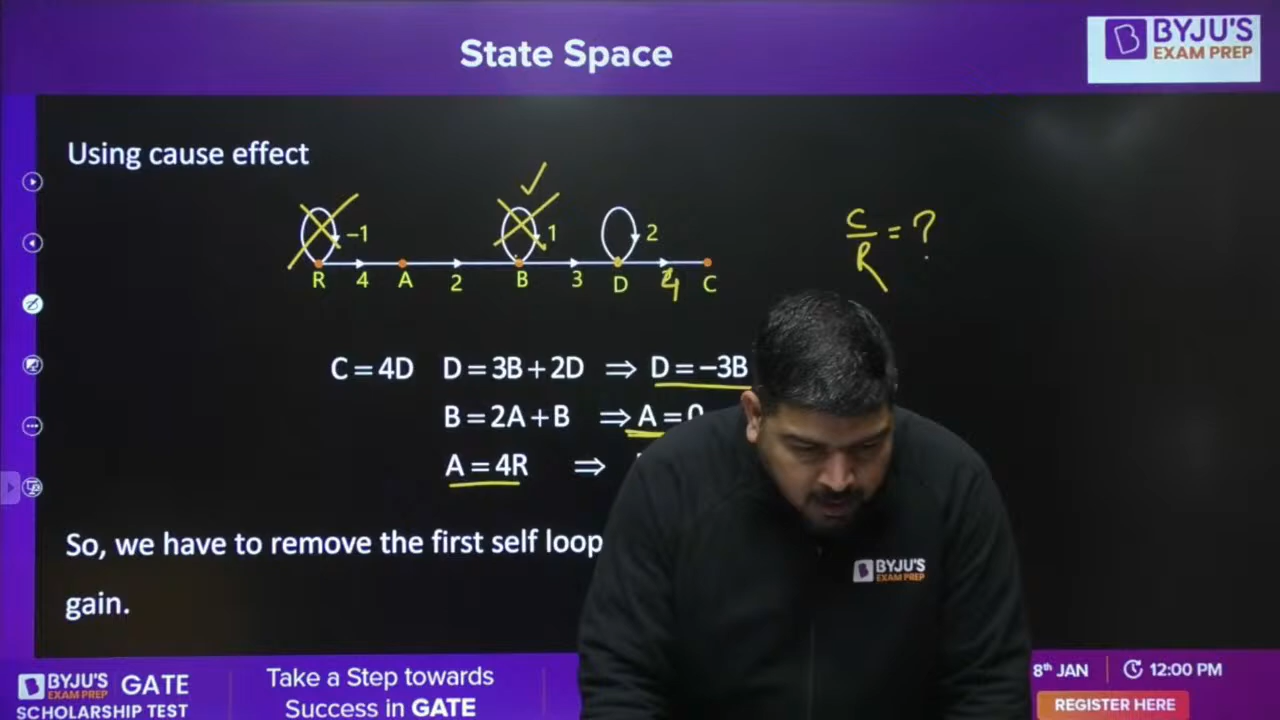 State Space
BYJU'S
EXAM PREP
Using cause effect
-1
1
2
C/R = ?
R 4 A 2 B 3 D 4 C
C = 4D D = 3B + 2D ⇒ D = −3B
B = 2A + B ⇒ A = 0
A = 4R ⇒
So, we have to remove the first self loop
gain.
BYJU'S
EXAM PREP
BYJU'S
EXAM PREP
GATE
SCHOLARSHIP TEST
Take a Step towards
Success in GATE
8th JAN
12:00 PM
REGISTER HERE